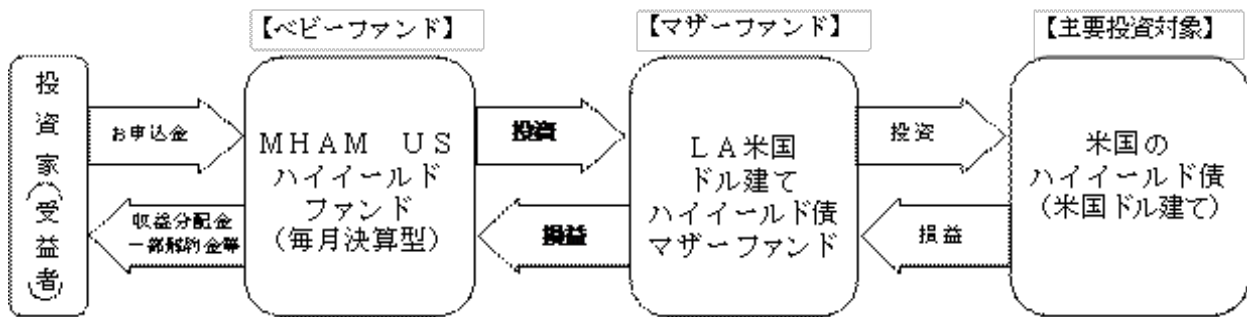 【ベビーファンド】
【マザーファンド】
【主要投資対象】
投資家(受益者)
お申込金
収益分配金
一部解約金等
MHAM US
ハイイールド
ファンド
(毎月決算型)
投資
損益
LA米国
ドル建て
ハイイールド債
マザーファンド
投資
損益
米国の
ハイイールド債
(米国ドル建て)